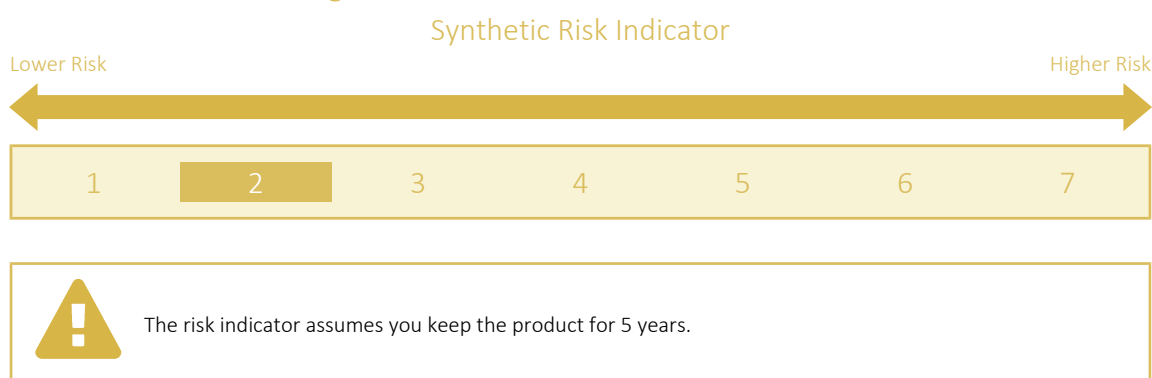 Synthetic Risk Indicator
Lower Risk Higher Risk
1 2 3 4 5 6 7
The risk indicator assumes you keep the product for 5 years.